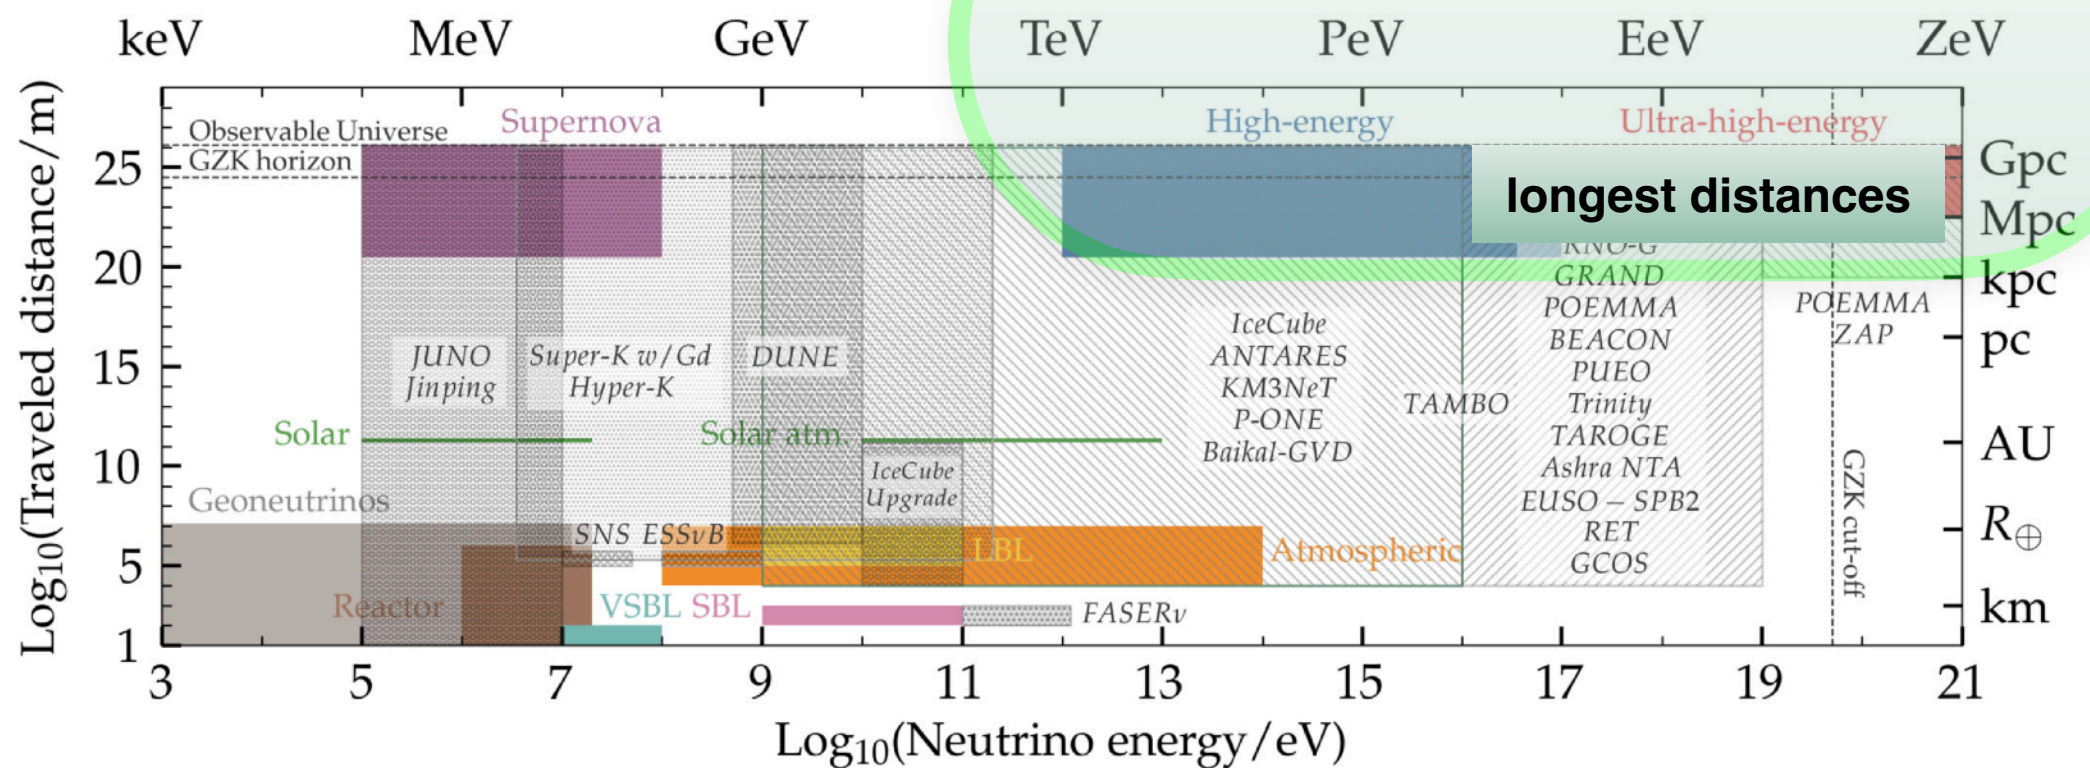 keV MeV GeV TeV PeV EeV ZeV
Log10(Traveled distance/m)
25
20
15
10
5
1
Observable Universe
GZK horizon
Supernova
High-energy
Ultra-high-energy
longest distances
Gpc
Mpc
kpc
pc
AU
R⊕
km
JUNO
Jinping
Super-K w/Gd
Hyper-K
DUNE
IceCube
ANTARES
KM3NeT
P-ONE
Baikal-GVD
TAMBO
RNO-G
GRAND
POEMMA
BEACON
PUEO
Trinity
TAROGE
Ashra NTA
EUSO – SPB2
RET
GCOS
POEMMA
ZAP
GZK cut-off
Solar
Solar atm.
IceCube
Upgrade
Geoneutrinos
SNS ESSνB
LBL
Atmospheric
Reactor
VSBL SBL
FASERν
3 5 7 9 11 13 15 17 19 21
Log10(Neutrino energy/eV)